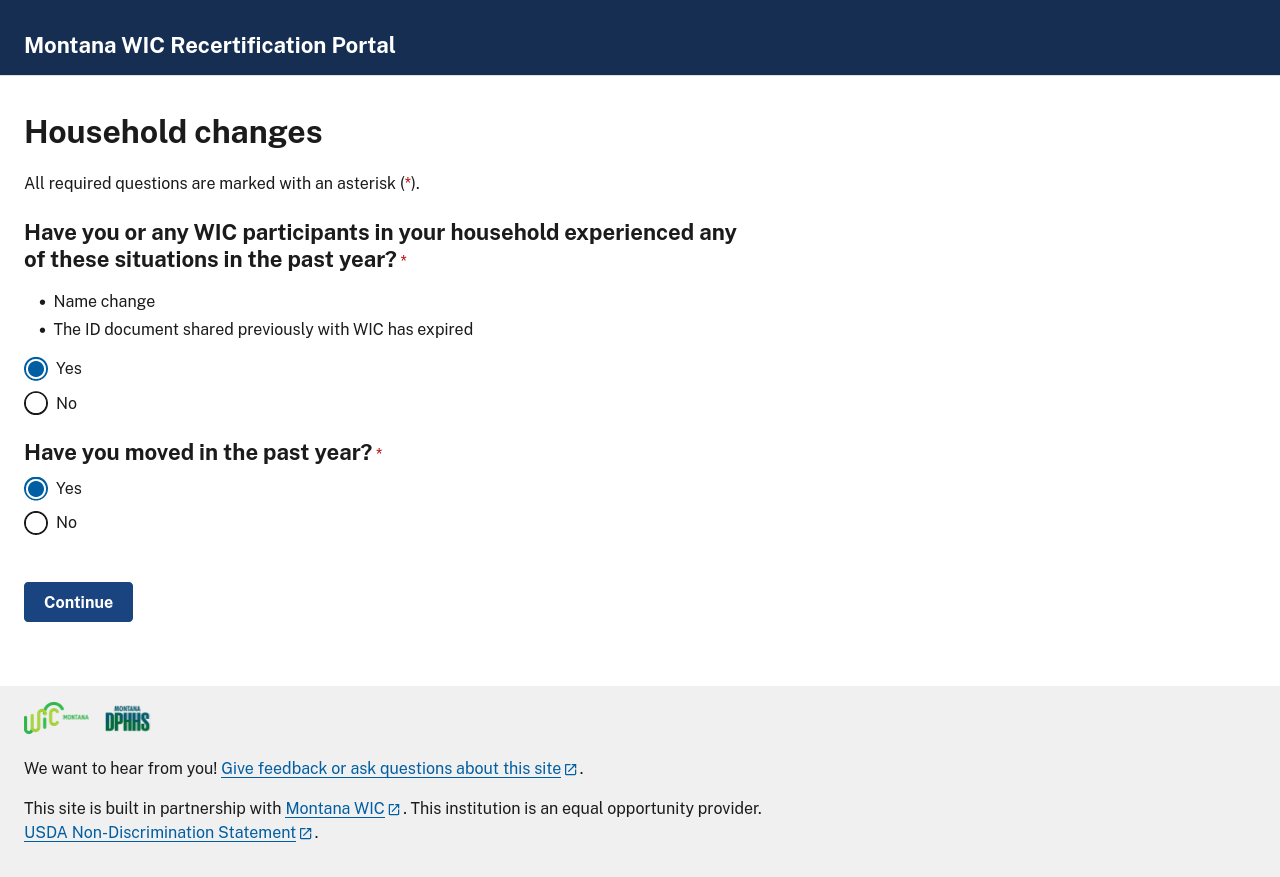 Montana WIC Recertification Portal
Household changes
All required questions are marked with an asterisk (*).
Have you or any WIC participants in your household experienced any
of these situations in the past year? *
• Name change
• The ID document shared previously with WIC has expired
Yes
No
Have you moved in the past year? *
Yes
No
Continue
WIC MONTANA
MONTANA
DPHHS
We want to hear from you! Give feedback or ask questions about this site.
This site is built in partnership with Montana WIC. This institution is an equal opportunity provider.
USDA Non-Discrimination Statement.